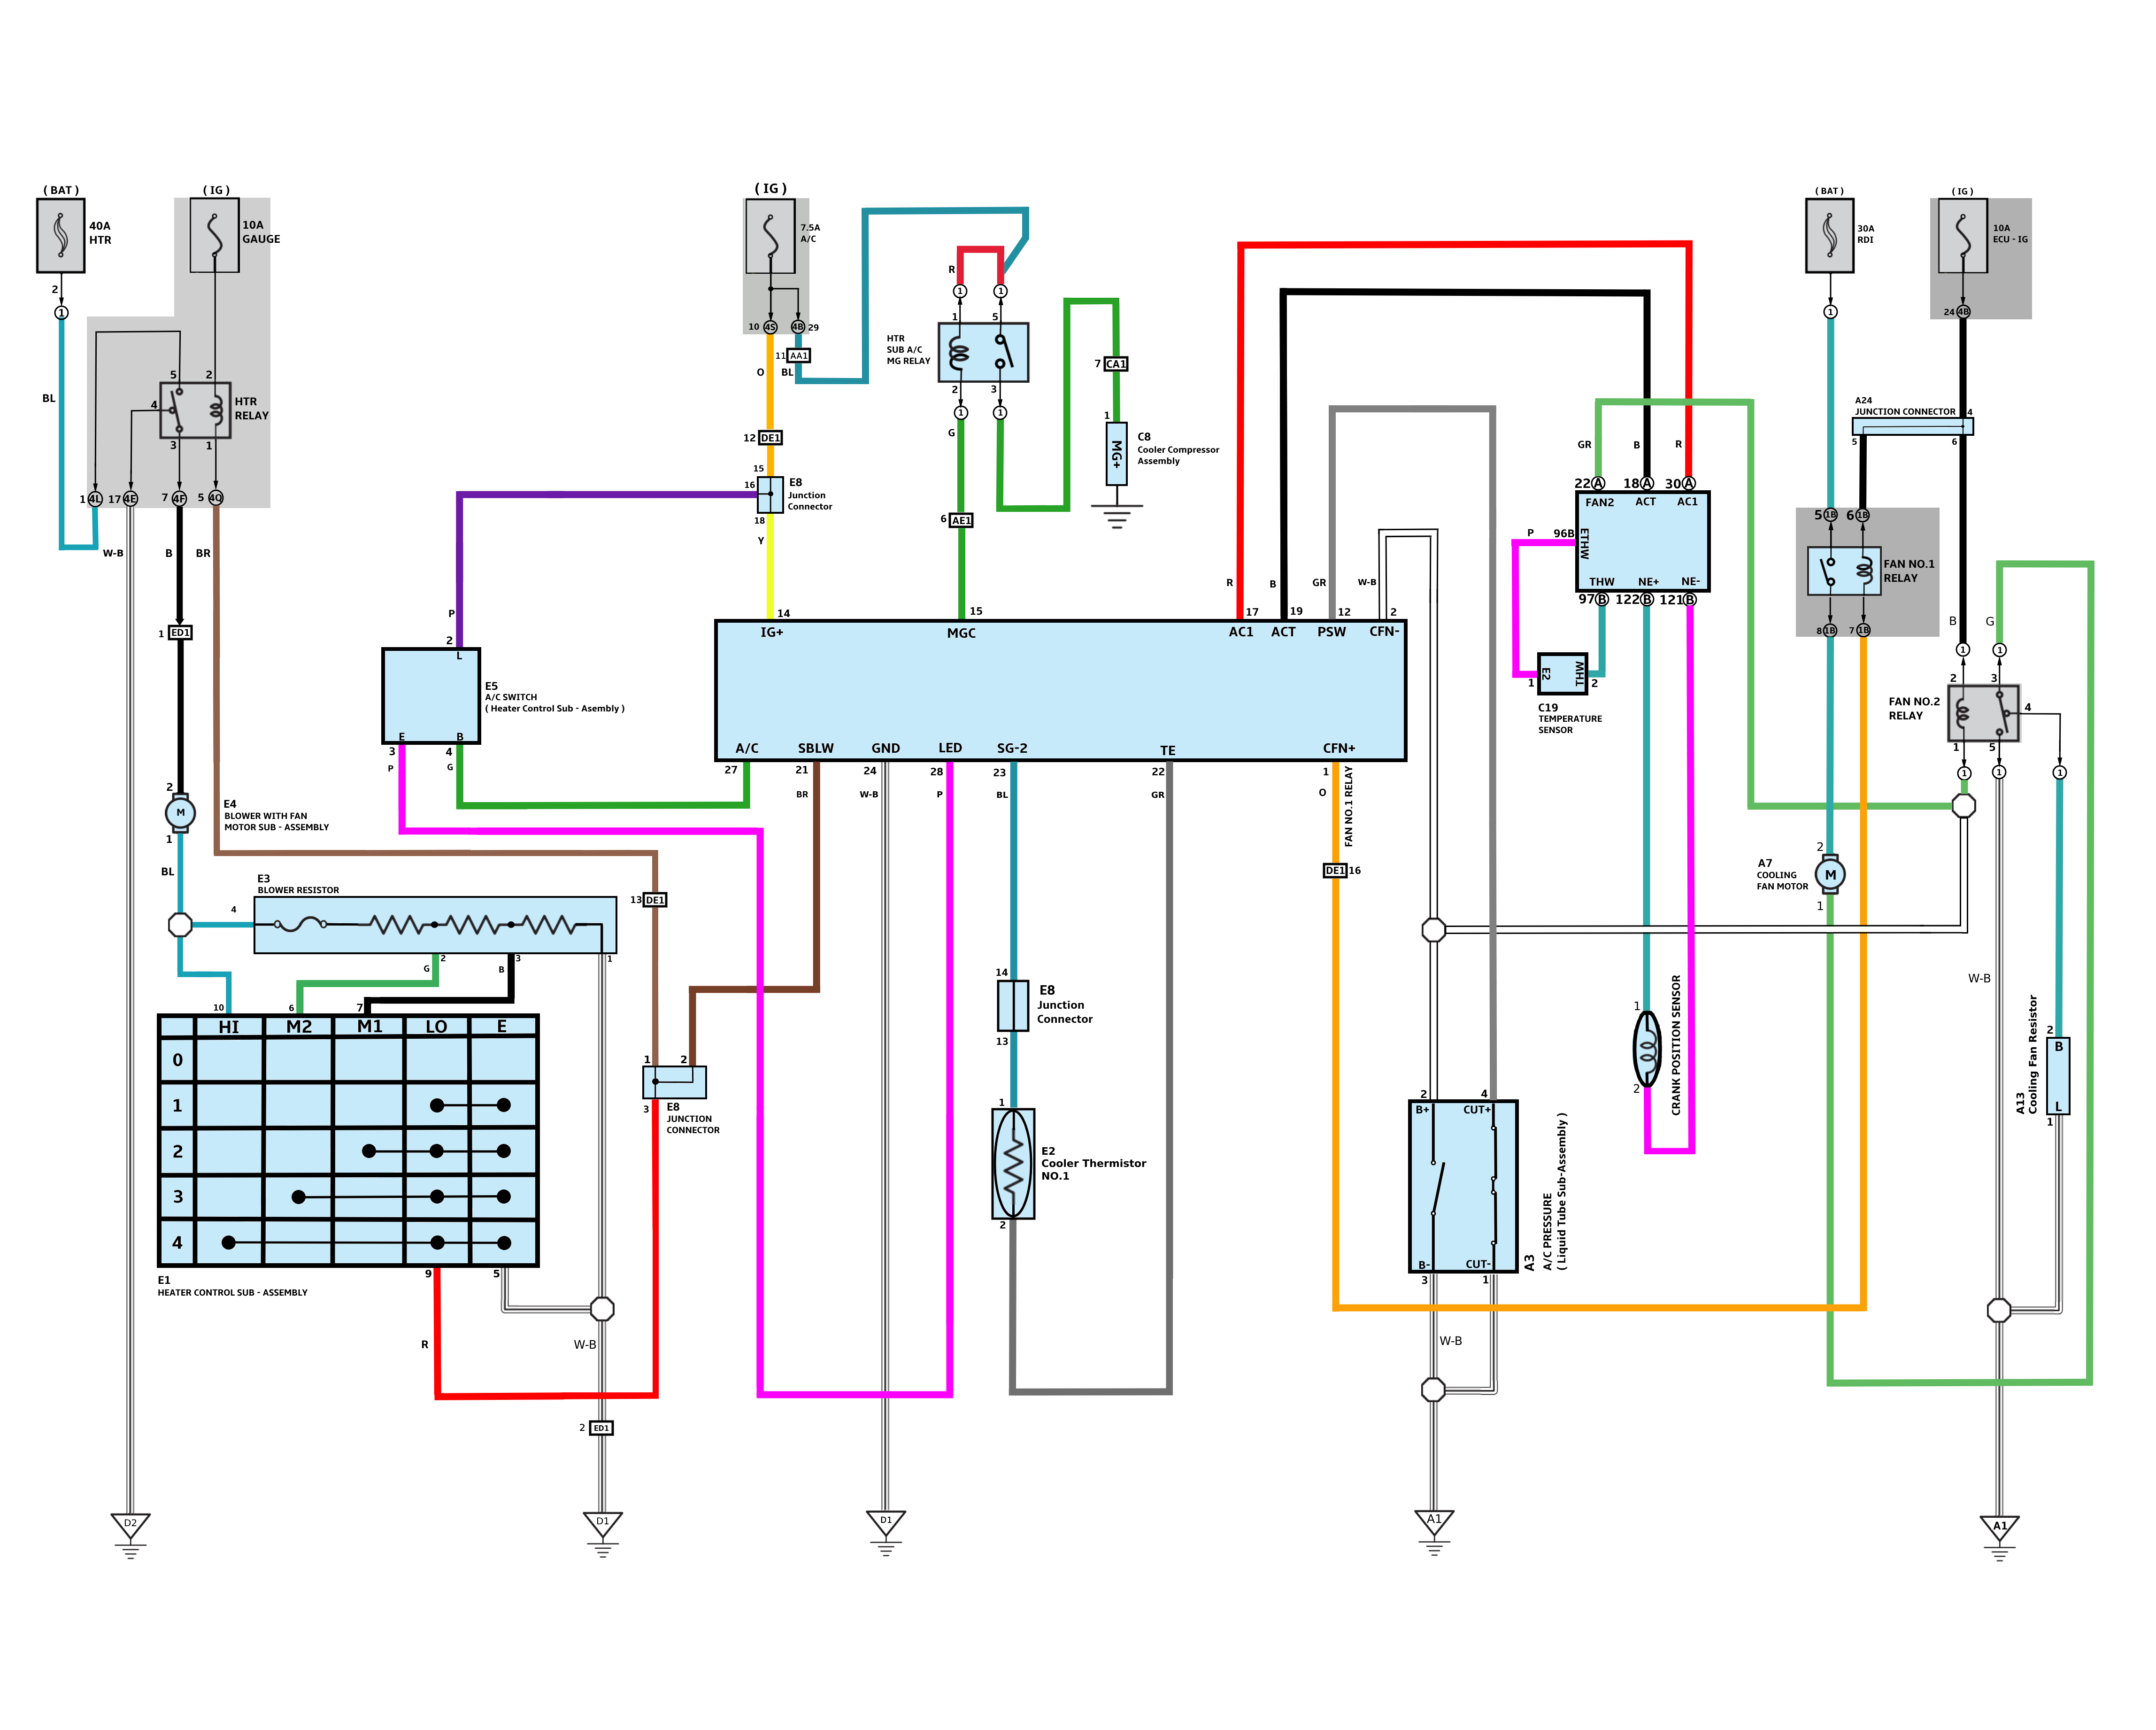 ( BAT )
40A
HTR
2
1
BL
( IG )
10A
GAUGE
5
2
4
HTR
RELAY
3
1
1 4L
17 4E
7 4F
5 4Q
W-B
B
BR
1 ED1
2
M
1
E4
BLOWER WITH FAN
MOTOR SUB - ASSEMBLY
BL
E3
BLOWER RESISTOR
4
G
2
B
3
1
10
6
7
HI M2 M1 LO E
0
1
2
3
4
E1
HEATER CONTROL SUB - ASSEMBLY
9
5
R
W-B
2 ED1
D2
D1
13 DE1
1
2
3
E8
JUNCTION
CONNECTOR
( IG )
7.5A
A/C
10 4S
4B 29
11 AA1
O
BL
12 DE1
15
16
E8
Junction
Connector
18
Y
P
2
L
E5
A/C SWITCH
( Heater Control Sub - Asembly )
E
B
3
4
P
G
R
1
1
1
5
HTR
SUB A/C
MG RELAY
2
3
1
1
G
6 AE1
7 CA1
1
MG+
C8
Cooler Compressor
Assembly
14
IG+
15
MGC
R
17
AC1
B
19
ACT
GR
12
PSW
W-B
2
CFN-
A/C
27
SBLW
21
BR
GND
24
W-B
LED
28
P
SG-2
23
BL
TE
22
GR
CFN+
1
O
FAN NO.1 RELAY
DE1 16
14
E8
Junction
Connector
13
1
E2
Cooler Thermistor
NO.1
2
D1
2
4
B+
CUT+
B-
CUT-
3
1
A3
A/C PRESSURE
( Liquid Tube Sub-Assembly )
W-B
A1
GR
B
R
22 A
18 A
30 A
FAN2
ACT
AC1
P
96B
ETHW
THW
NE+
NE-
97 B
122 B
121 B
E2
THW
1
2
C19
TEMPERATURE
SENSOR
1
2
CRANK POSITION SENSOR
( BAT )
30A
RDI
1
( IG )
10A
ECU - IG
24 4B
A24
JUNCTION CONNECTOR
4
5
6
5 1B
6 1B
FAN NO.1
RELAY
8 1B
7 1B
B
G
1
1
2
3
FAN NO.2
RELAY
4
1
5
1
1
1
2
A7
COOLING
FAN MOTOR
M
1
W-B
A13
Cooling Fan Resistor
2
B
L
1
A1